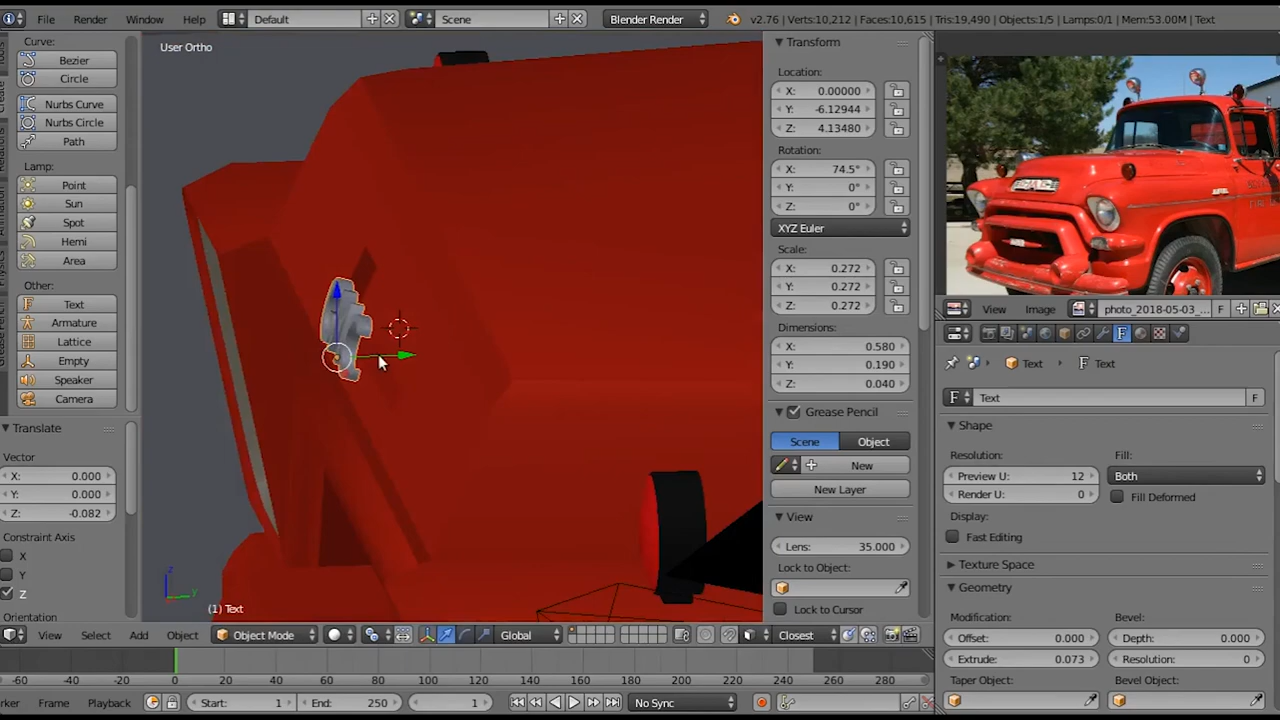 File Render Window Help Default Scene Blender Render v2.76 | Verts:10,212 | Faces:10,615 | Tris:19,490 | Objects:1/5 | Lamps:0/1 | Mem:53.00M | Text
Curve:
Bezier
Circle
Nurbs Curve
Nurbs Circle
Path
Lamp:
Point
Sun
Spot
Hemi
Area
Other:
Text
Armature
Lattice
Empty
Speaker
Camera
Translate
Vector
X: 0.000
Y: 0.000
Z: -0.082
Constraint Axis
X
Y
Z
Orientation
User Ortho
(1) Text
Transform
Location:
X: 0.00000
Y: -6.12944
Z: 4.13480
Rotation:
X: 74.5°
Y: 0°
Z: 0°
XYZ Euler
Scale:
X: 0.272
Y: 0.272
Z: 0.272
Dimensions:
X: 0.580
Y: 0.190
Z: 0.040
Grease Pencil
Scene Object
New
New Layer
View
Lens: 35.000
Lock to Object:
Lock to Cursor
GMC
View Image photo_2018-05-03_... F
Text Text
Text F
Shape
Resolution: Fill:
Preview U: 12 Both
Render U: 0 Fill Deformed
Display:
Fast Editing
Texture Space
Geometry
Modification: Bevel:
Offset: 0.000 Depth: 0.000
Extrude: 0.073 Resolution: 0
Taper Object: Bevel Object:
View Select Add Object Object Mode Global Closest
-60 -40 -20 0 20 40 60 80 100 120 140 160 180 200 220 240 260 280
Frame Playback Start: 1 End: 250 1 No Sync